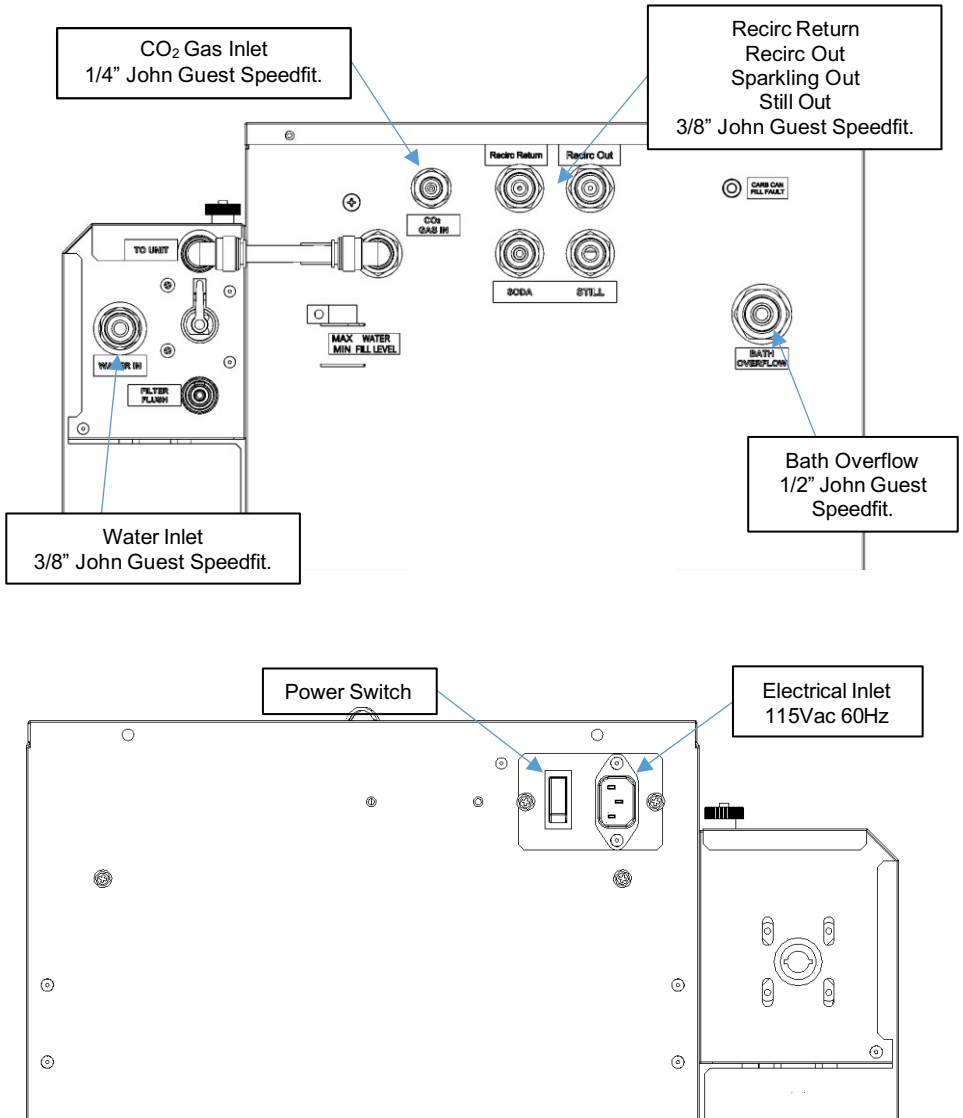 CO₂ Gas Inlet
1/4” John Guest Speedfit.
Recirc Return
Recirc Out
Sparkling Out
Still Out
3/8” John Guest Speedfit.
Recirc Return
Recirc Out
CO₂
GAS IN
CARB CAN
FILL FAULT
TO UNIT
SODA
STILL
MAX WATER
MIN FILL LEVEL
WATER IN
FILTER
FLUSH
BATH
OVERFLOW
Bath Overflow
1/2” John Guest
Speedfit.
Water Inlet
3/8” John Guest Speedfit.
Power Switch
Electrical Inlet
115Vac 60Hz